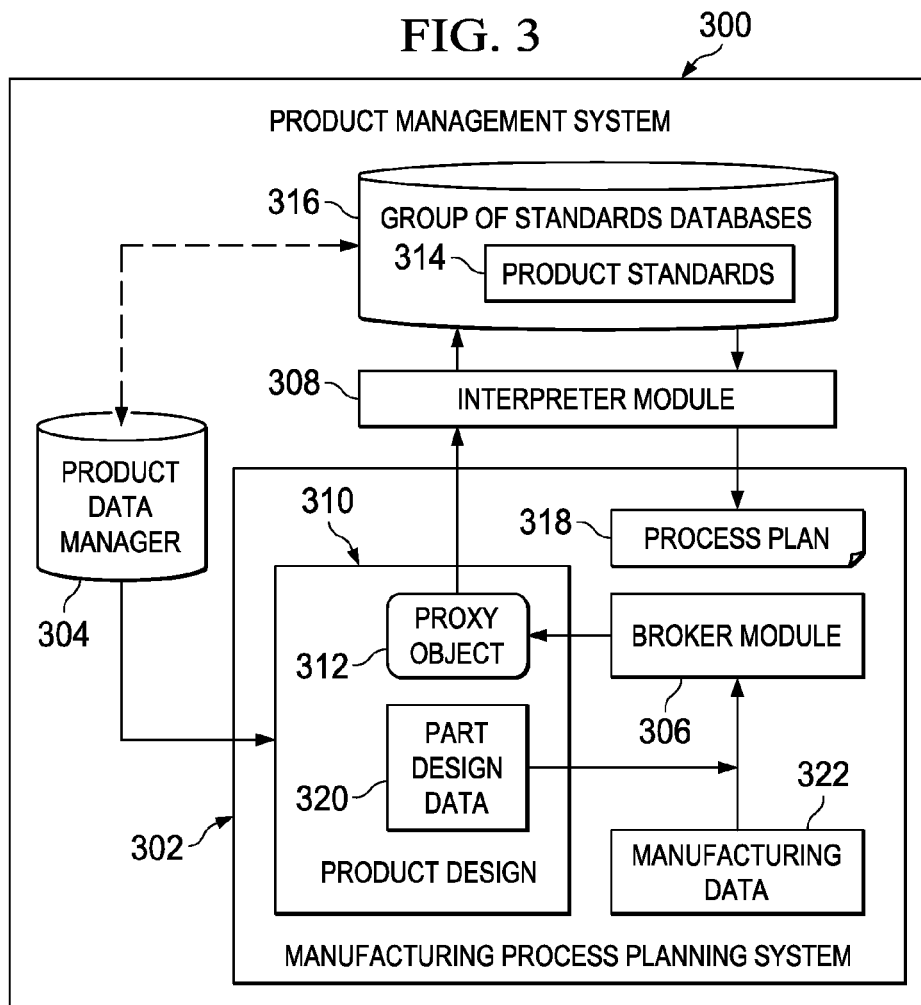 FIG. 3
300
PRODUCT MANAGEMENT SYSTEM
316
GROUP OF STANDARDS DATABASES
314
PRODUCT STANDARDS
308
INTERPRETER MODULE
PRODUCT
DATA
MANAGER
304
310
318
PROCESS PLAN
PROXY
OBJECT
312
BROKER MODULE
306
PART
DESIGN
DATA
320
322
MANUFACTURING
DATA
302
PRODUCT DESIGN
MANUFACTURING PROCESS PLANNING SYSTEM